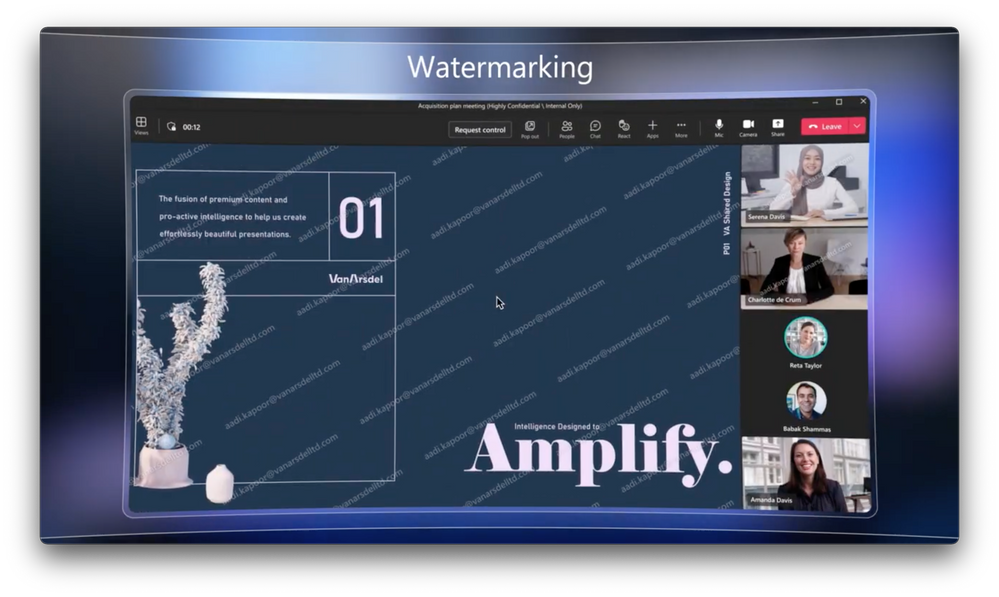 Watermarking
Acquisition plan meeting (Highly Confidential \ Internal Only)
Views
00:12
Request control
Pop out
People
Chat
React
Apps
More
Mic
Camera
Share
Leave
The fusion of premium content and
pro-active intelligence to help us create
effortlessly beautiful presentations.
01
VanArsdel
P01 VA Shared Design
Intelligence Designed to
Amplify.
Serena Davis
Charlotte de Crum
Reta Taylor
Babak Shammas
Amanda Davis
aadi.kapoor@vanarsdelltd.com